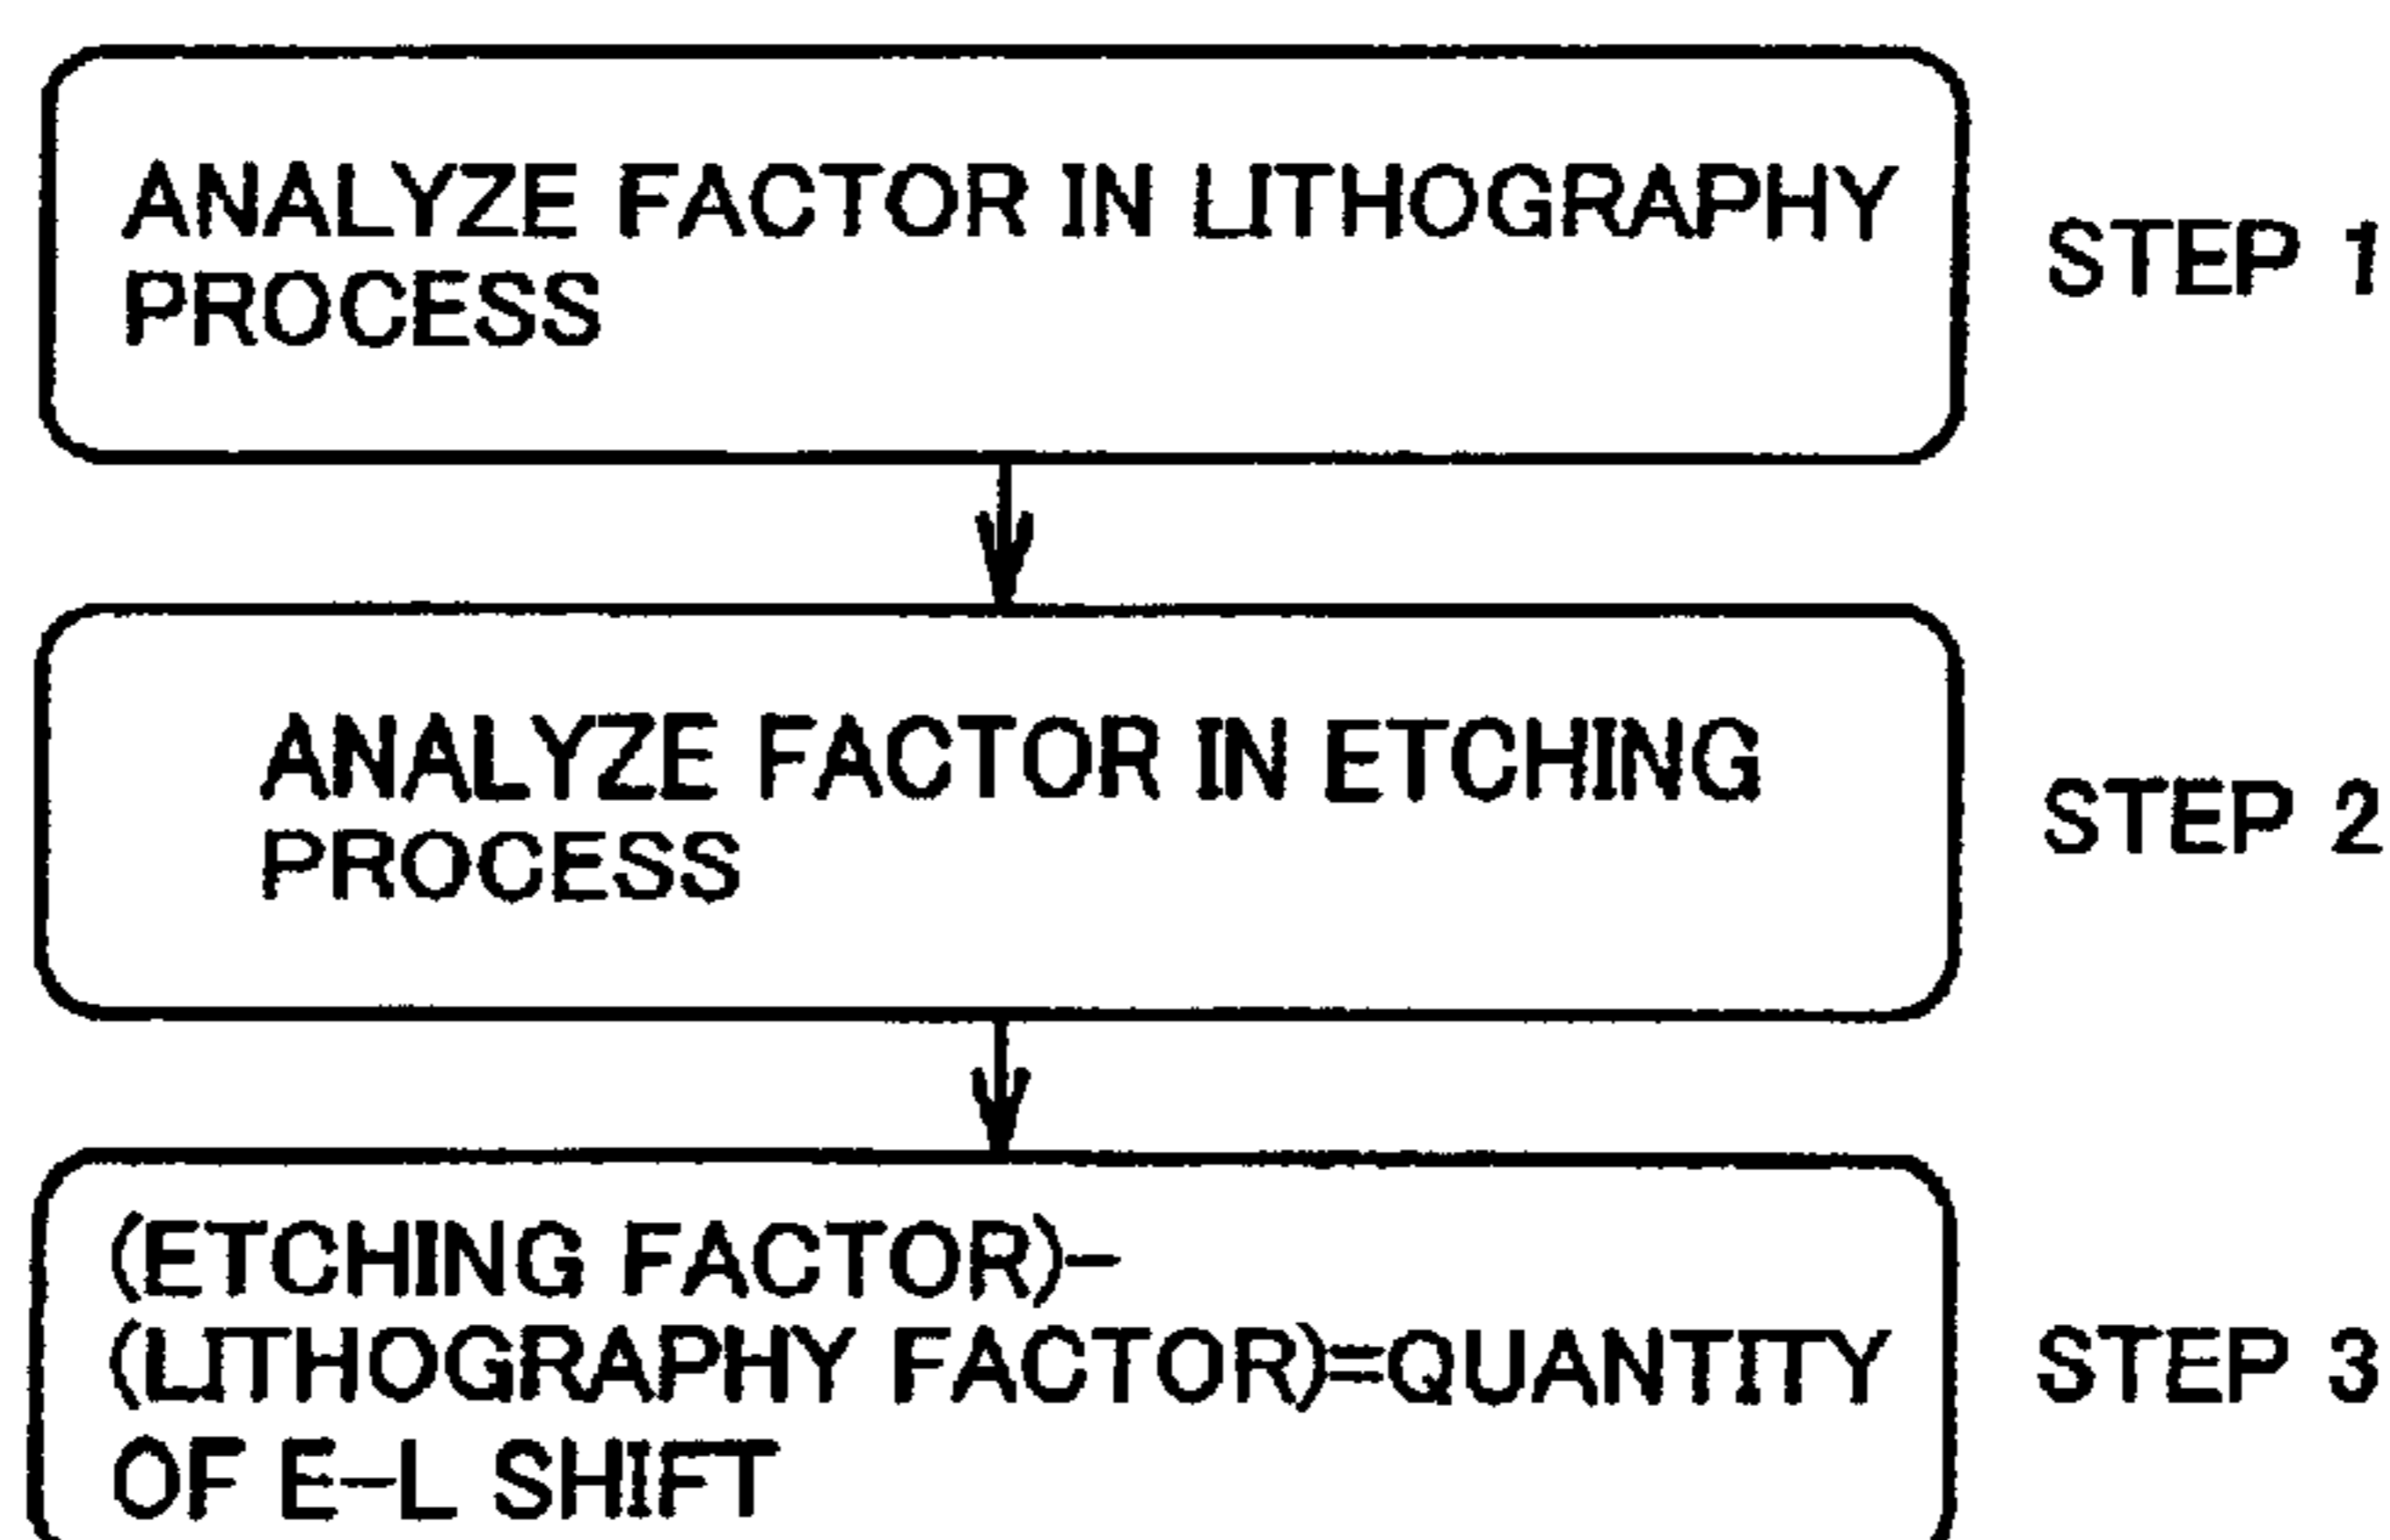 ANALYZE FACTOR IN LITHOGRAPHY
PROCESS
STEP 1
ANALYZE FACTOR IN ETCHING
PROCESS
STEP 2
(ETCHING FACTOR)-
(LITHOGRAPHY FACTOR)=QUANTITY
OF E-L SHIFT
STEP 3